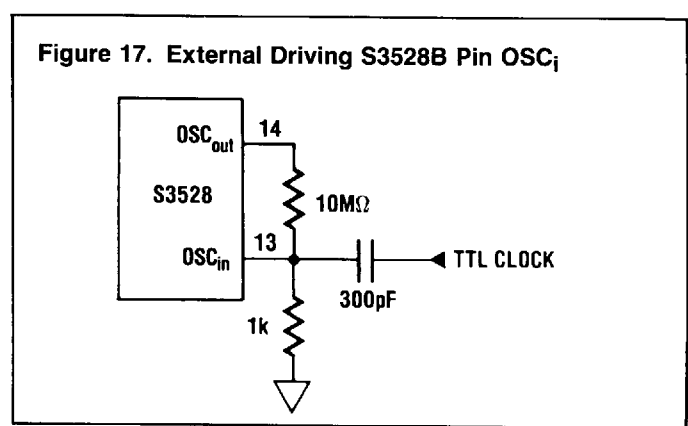 Figure 17. External Driving S3528B Pin OSCi
OSCout
14
S3528
10MΩ
OSCin
13
TTL CLOCK
300pF
1k